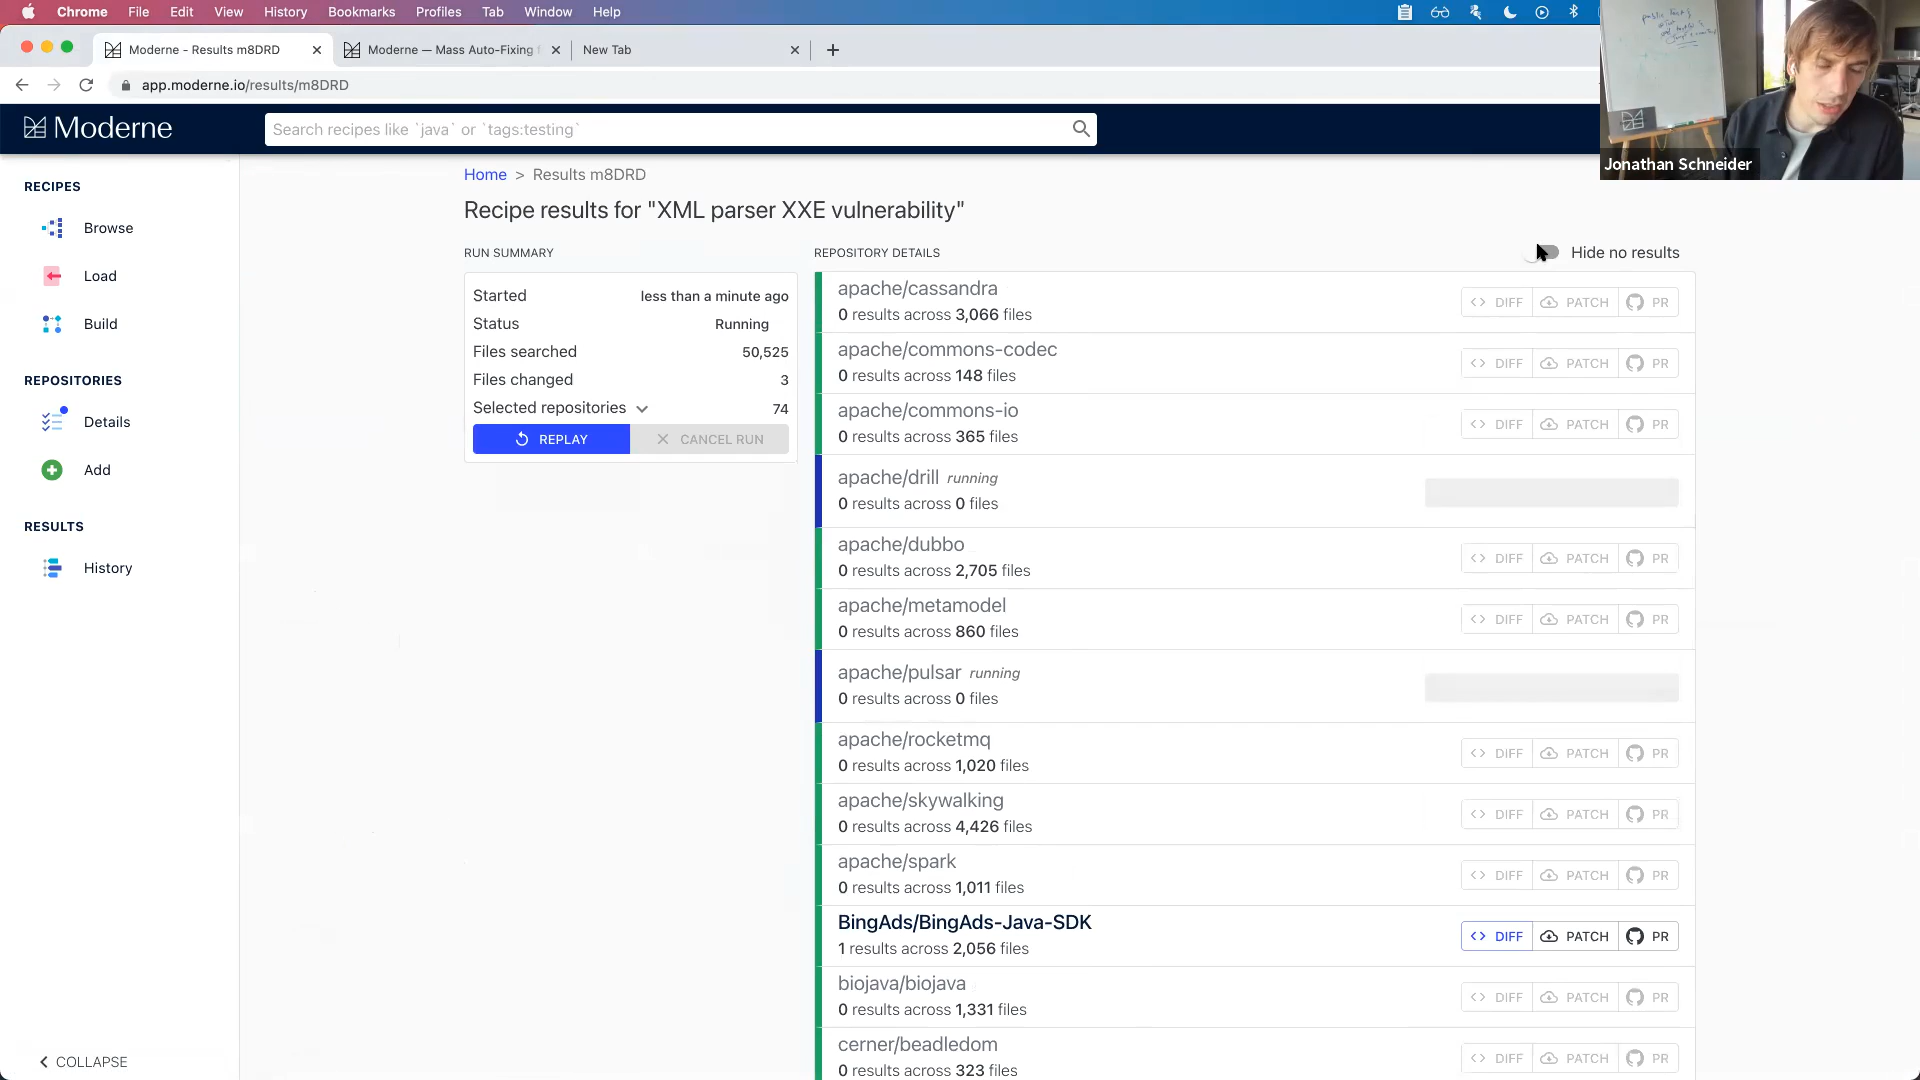 Chrome File Edit View History Bookmarks Profiles Tab Window Help
Moderne - Results m8DRD
Moderne — Mass Auto-Fixing
New Tab
app.moderne.io/results/m8DRD
Moderne
Search recipes like `java` or `tags:testing`
Jonathan Schneider
RECIPES
Browse
Load
Build
REPOSITORIES
Details
Add
RESULTS
History
COLLAPSE
Home > Results m8DRD
Recipe results for "XML parser XXE vulnerability"
RUN SUMMARY
Started less than a minute ago
Status Running
Files searched 50,525
Files changed 3
Selected repositories 74
REPLAY CANCEL RUN
REPOSITORY DETAILS
Hide no results
apache/cassandra
0 results across 3,066 files
DIFF PATCH PR
apache/commons-codec
0 results across 148 files
DIFF PATCH PR
apache/commons-io
0 results across 365 files
DIFF PATCH PR
apache/drill running
0 results across 0 files
apache/dubbo
0 results across 2,705 files
DIFF PATCH PR
apache/metamodel
0 results across 860 files
DIFF PATCH PR
apache/pulsar running
0 results across 0 files
apache/rocketmq
0 results across 1,020 files
DIFF PATCH PR
apache/skywalking
0 results across 4,426 files
DIFF PATCH PR
apache/spark
0 results across 1,011 files
DIFF PATCH PR
BingAds/BingAds-Java-SDK
1 results across 2,056 files
DIFF PATCH PR
biojava/biojava
0 results across 1,331 files
DIFF PATCH PR
cerner/beadledom
0 results across 323 files
DIFF PATCH PR